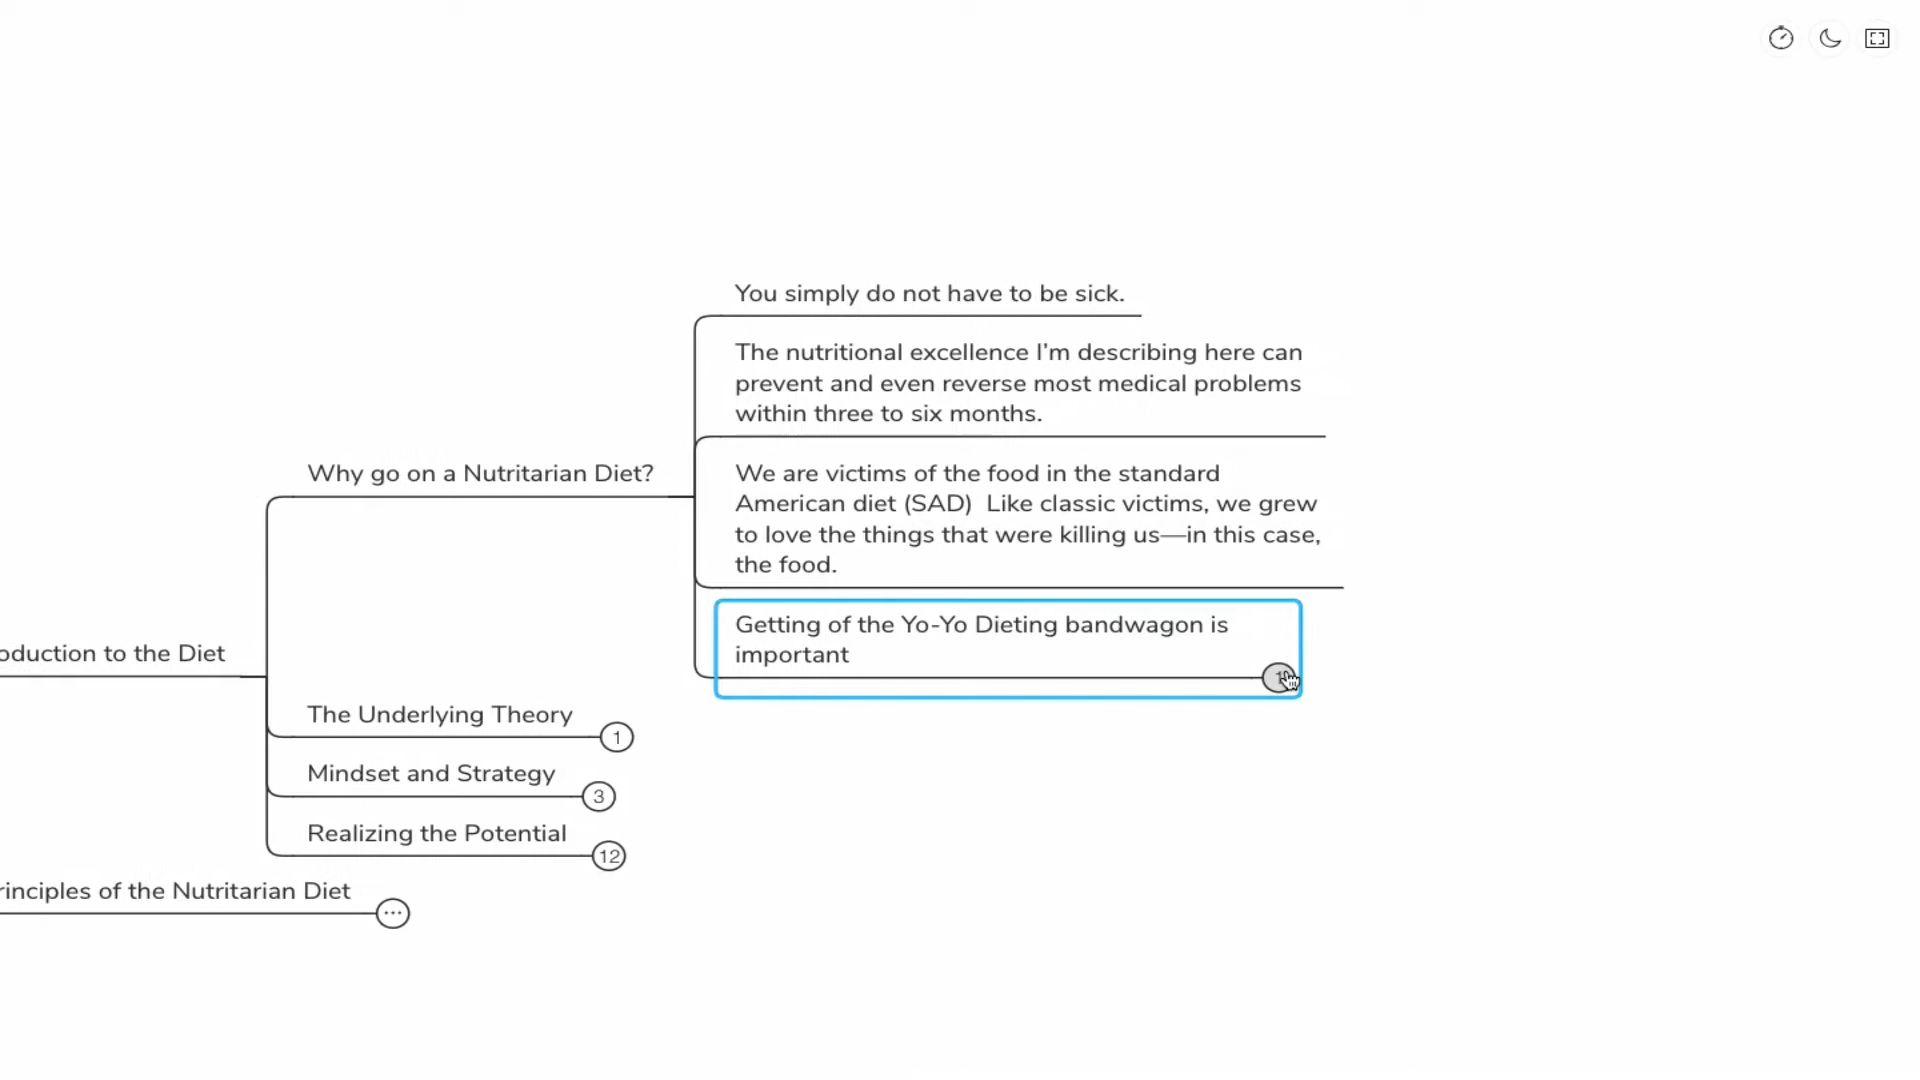 You simply do not have to be sick.
The nutritional excellence I'm describing here can
prevent and even reverse most medical problems
within three to six months.
Why go on a Nutritarian Diet?
We are victims of the food in the standard
American diet (SAD)  Like classic victims, we grew
to love the things that were killing us—in this case,
the food.
Getting of the Yo-Yo Dieting bandwagon is
important
oduction to the Diet
The Underlying Theory
1
Mindset and Strategy
3
Realizing the Potential
12
rinciples of the Nutritarian Diet